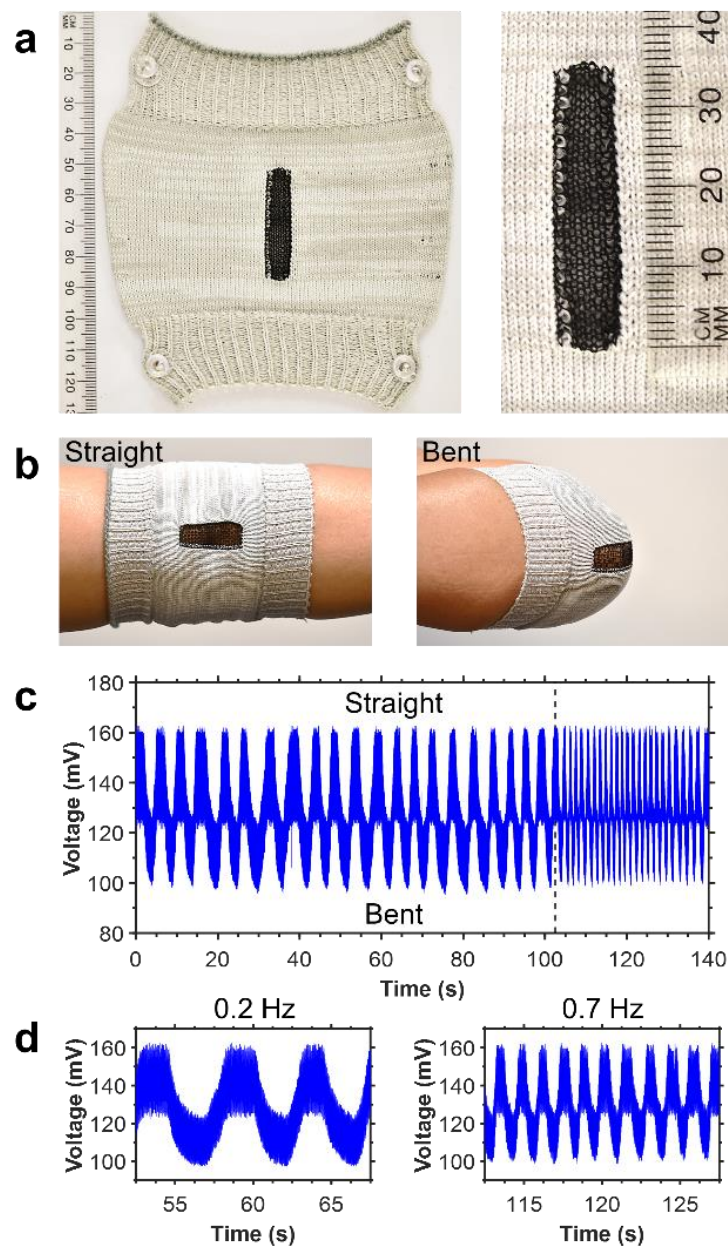 a
CM
MM
10
20
30
40
50
60
70
80
90
100
110
120
40
30
20
10
CM
MM
b
Straight
Bent
c
180
160
140
120
100
80
Voltage (mV)
Straight
Bent
0 20 40 60 80 100 120 140
Time (s)
d
0.2 Hz
160
140
120
100
Voltage (mV)
55 60 65
Time (s)
0.7 Hz
160
140
120
100
Voltage (mV)
115 120 125
Time (s)